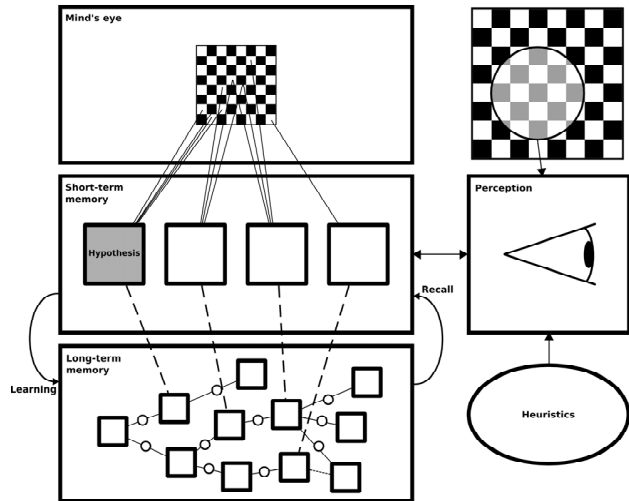 Mind's eye
Short-term
memory
Perception
Hypothesis
Recall
Learning
Long-term
memory
Heuristics